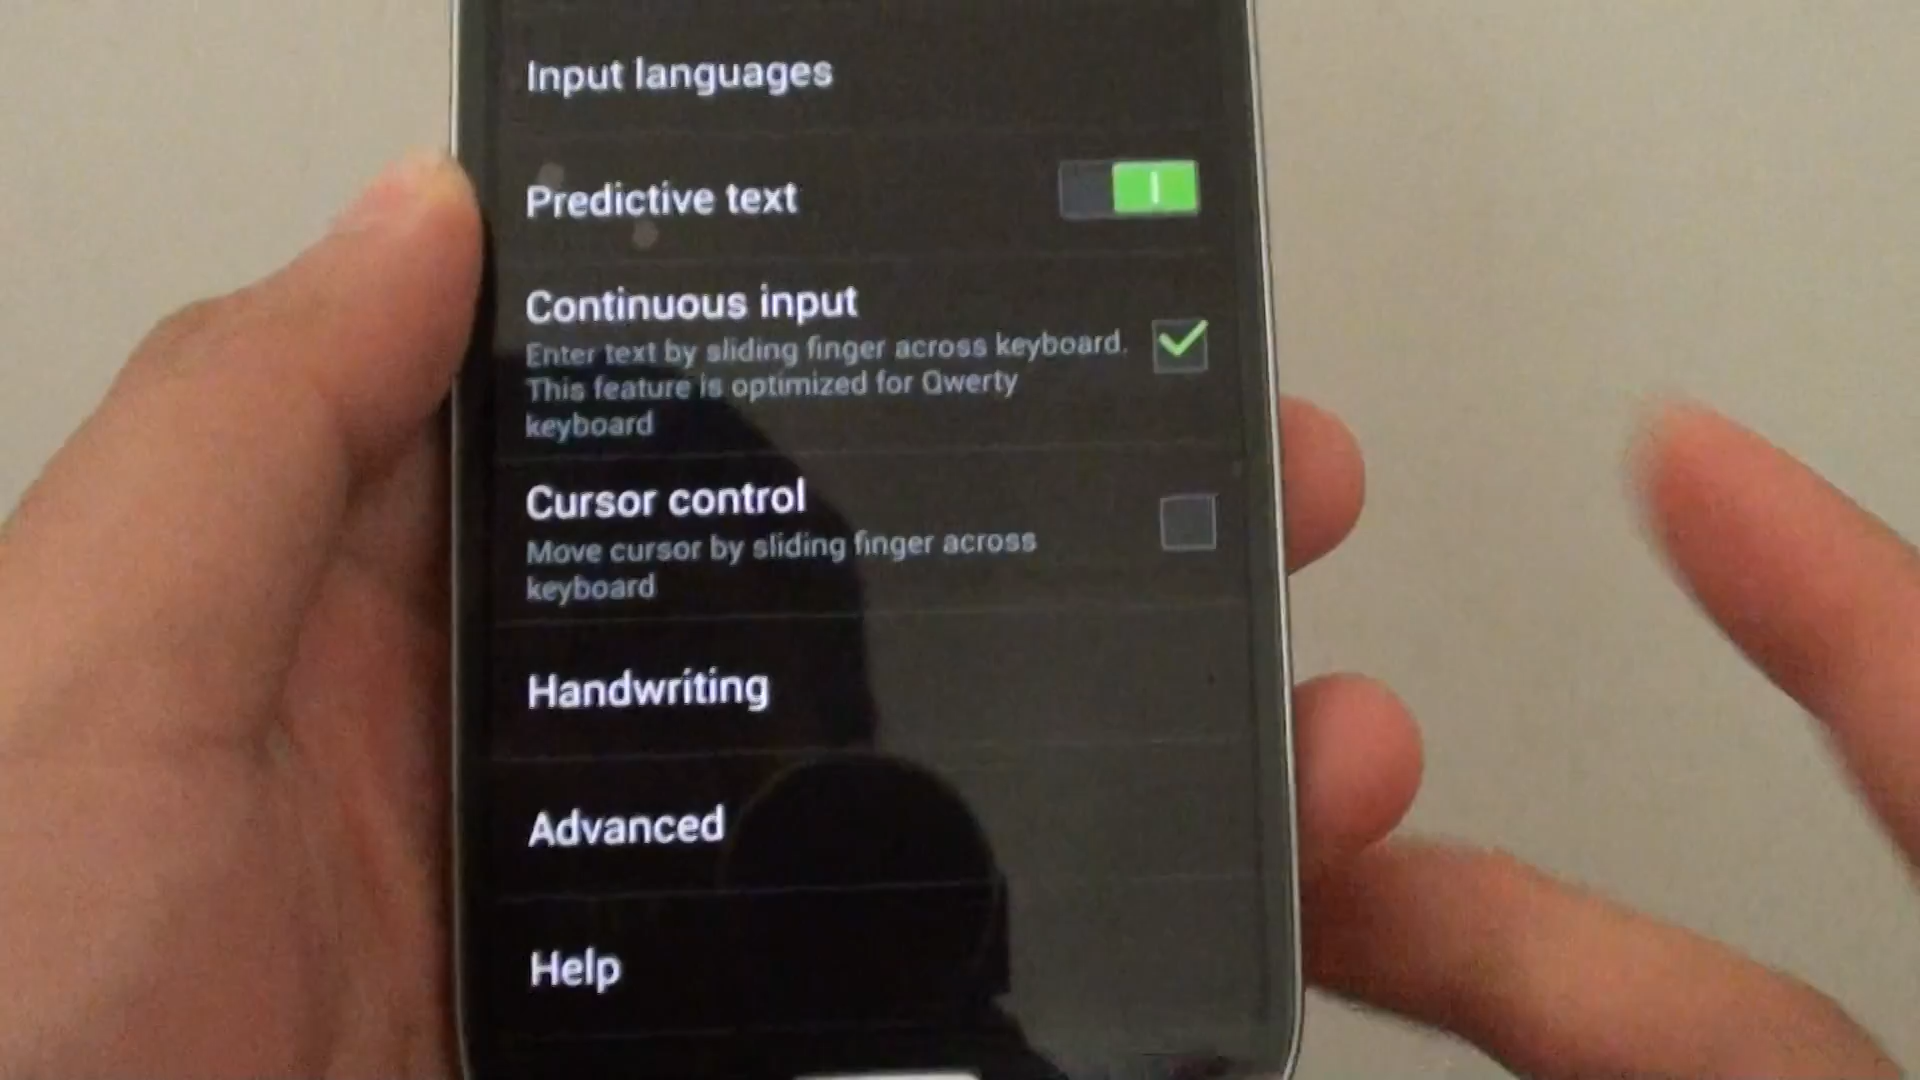 Input languages
Predictive text
Continuous input
Enter text by sliding finger across keyboard.
This feature is optimized for Qwerty
keyboard
Cursor control
Move cursor by sliding finger across
keyboard
Handwriting
Advanced
Help